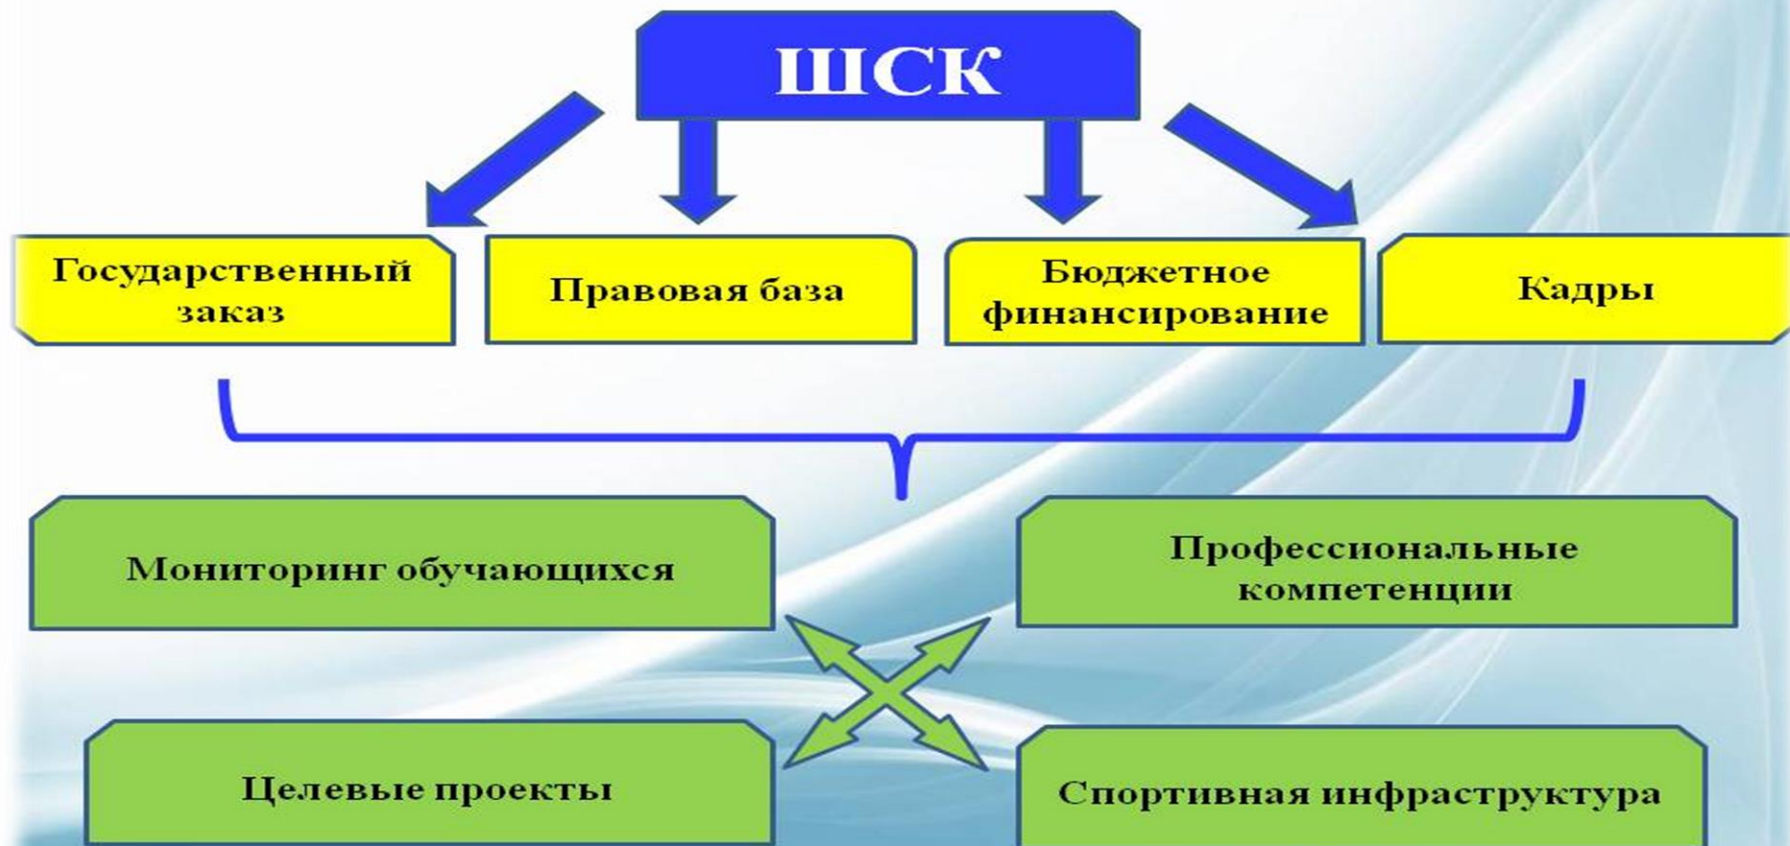 ШСК
Государственный
заказ
Правовая база
Бюджетное
финансирование
Кадры
Мониторинг обучающихся
Профессиональные
компетенции
Целевые проекты
Спортивная инфраструктура